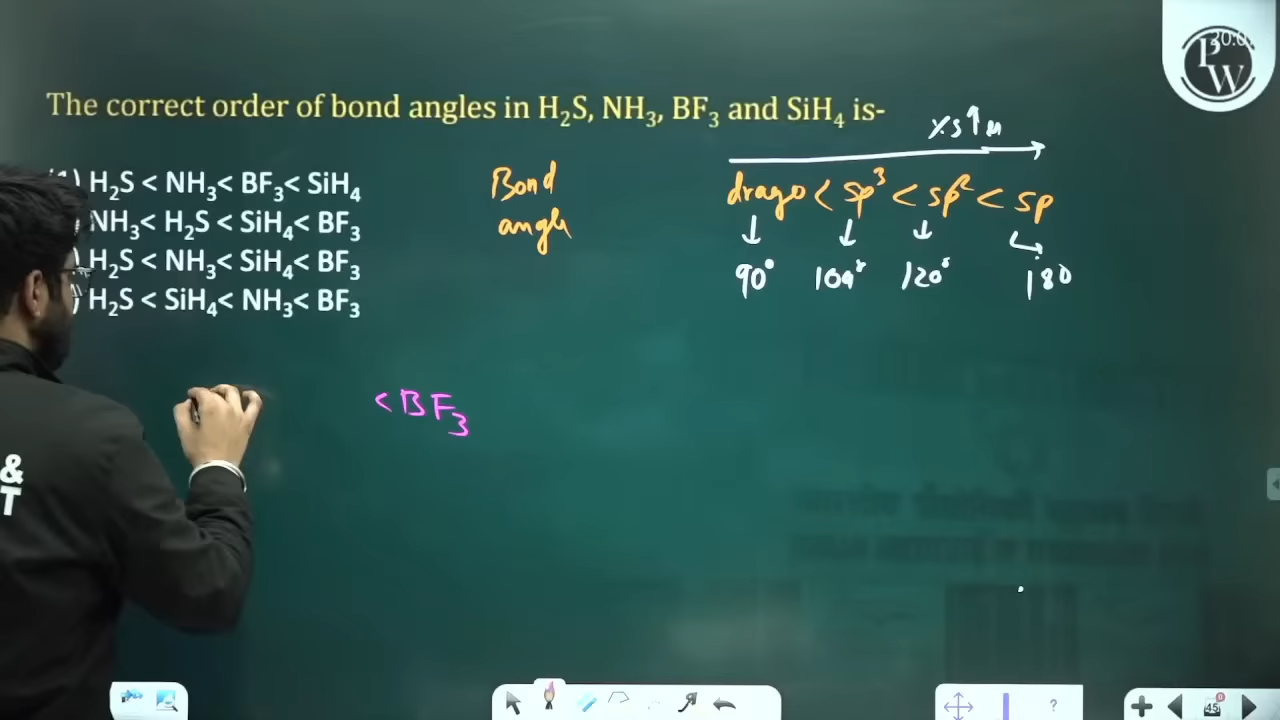 The correct order of bond angles in H₂S, NH₃, BF₃ and SiH₄ is-
%s↑n
H₂S < NH₃< BF₃< SiH₄
NH₃< H₂S < SiH₄< BF₃
H₂S < NH₃< SiH₄< BF₃
H₂S < SiH₄< NH₃< BF₃
Bond
angle
drago < sp³ < sp² < sp
90° 109° 120° 180
< BF₃
&
T
P
W
45